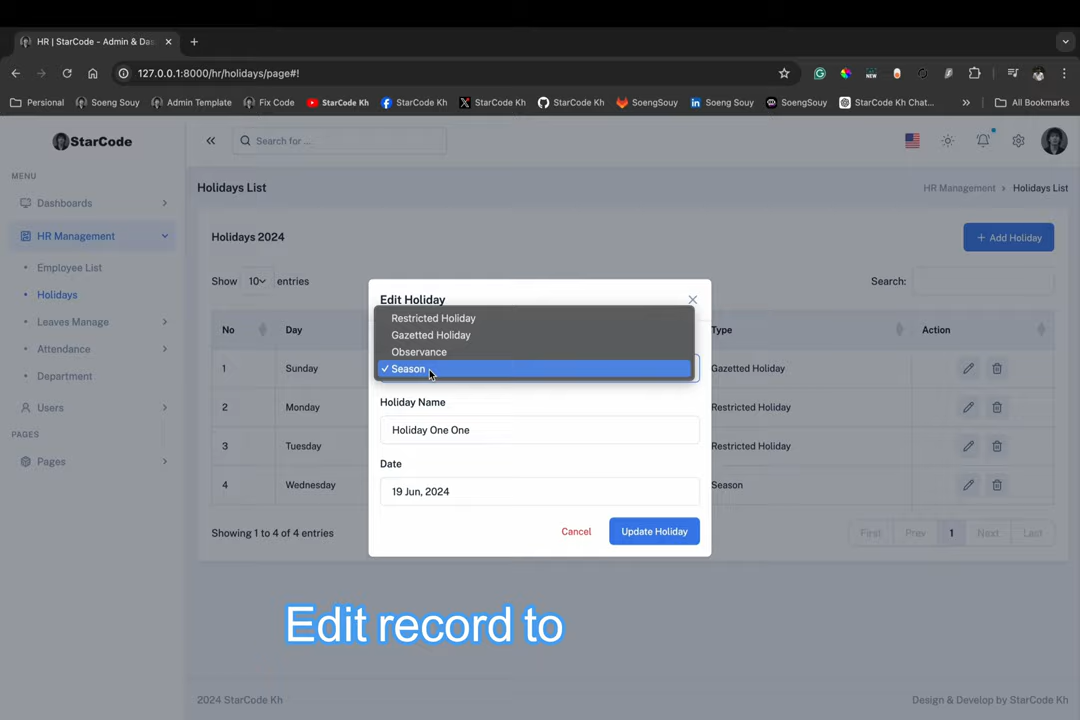 HR | StarCode - Admin & Das
127.0.0.1:8000/hr/holidays/page#!
NEW
Personal
Soeng Souy
Admin Template
Fix Code
StarCode Kh
StarCode Kh
StarCode Kh
StarCode Kh
SoengSouy
Soeng Souy
SoengSouy
StarCode Kh Chat...
All Bookmarks
StarCode
Search for ...
MENU
Dashboards
HR Management
Employee List
Holidays
Leaves Manage
Attendance
Department
Users
PAGES
Pages
Holidays List
HR Management
Holidays List
Holidays 2024
+ Add Holiday
Show 10 entries
Search:
No Day Type Action
1 Sunday Gazetted Holiday
2 Monday Restricted Holiday
3 Tuesday Restricted Holiday
4 Wednesday Season
Showing 1 to 4 of 4 entries
First Prev 1 Next Last
Edit Holiday
Restricted Holiday
Gazetted Holiday
Observance
Season
Holiday Name
Holiday One One
Date
19 Jun, 2024
Cancel
Update Holiday
Edit record to
2024 StarCode Kh
Design & Develop by StarCode Kh